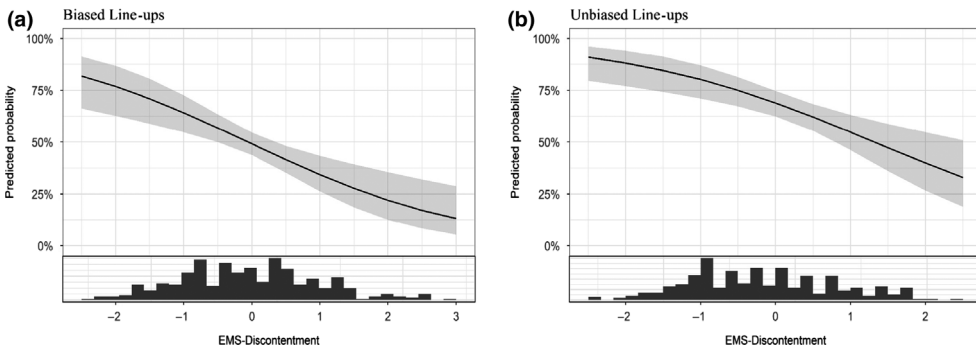 (a) Biased Line-ups
100%
75%
50%
25%
0%
Predicted probability
−2 −1 0 1 2 3
EMS-Discontentment
(b) Unbiased Line-ups
100%
75%
50%
25%
0%
Predicted probability
−2 −1 0 1 2
EMS-Discontentment